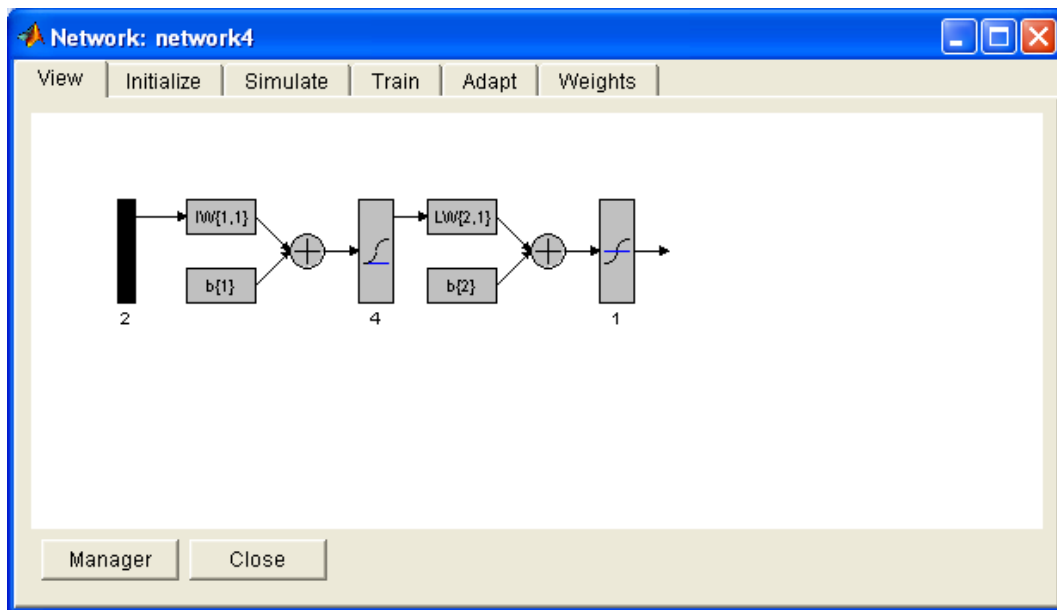 Network: network4
View Initialize Simulate Train Adapt Weights
IW{1,1} LW{2,1}
b{1} b{2}
2 4 1
Manager Close